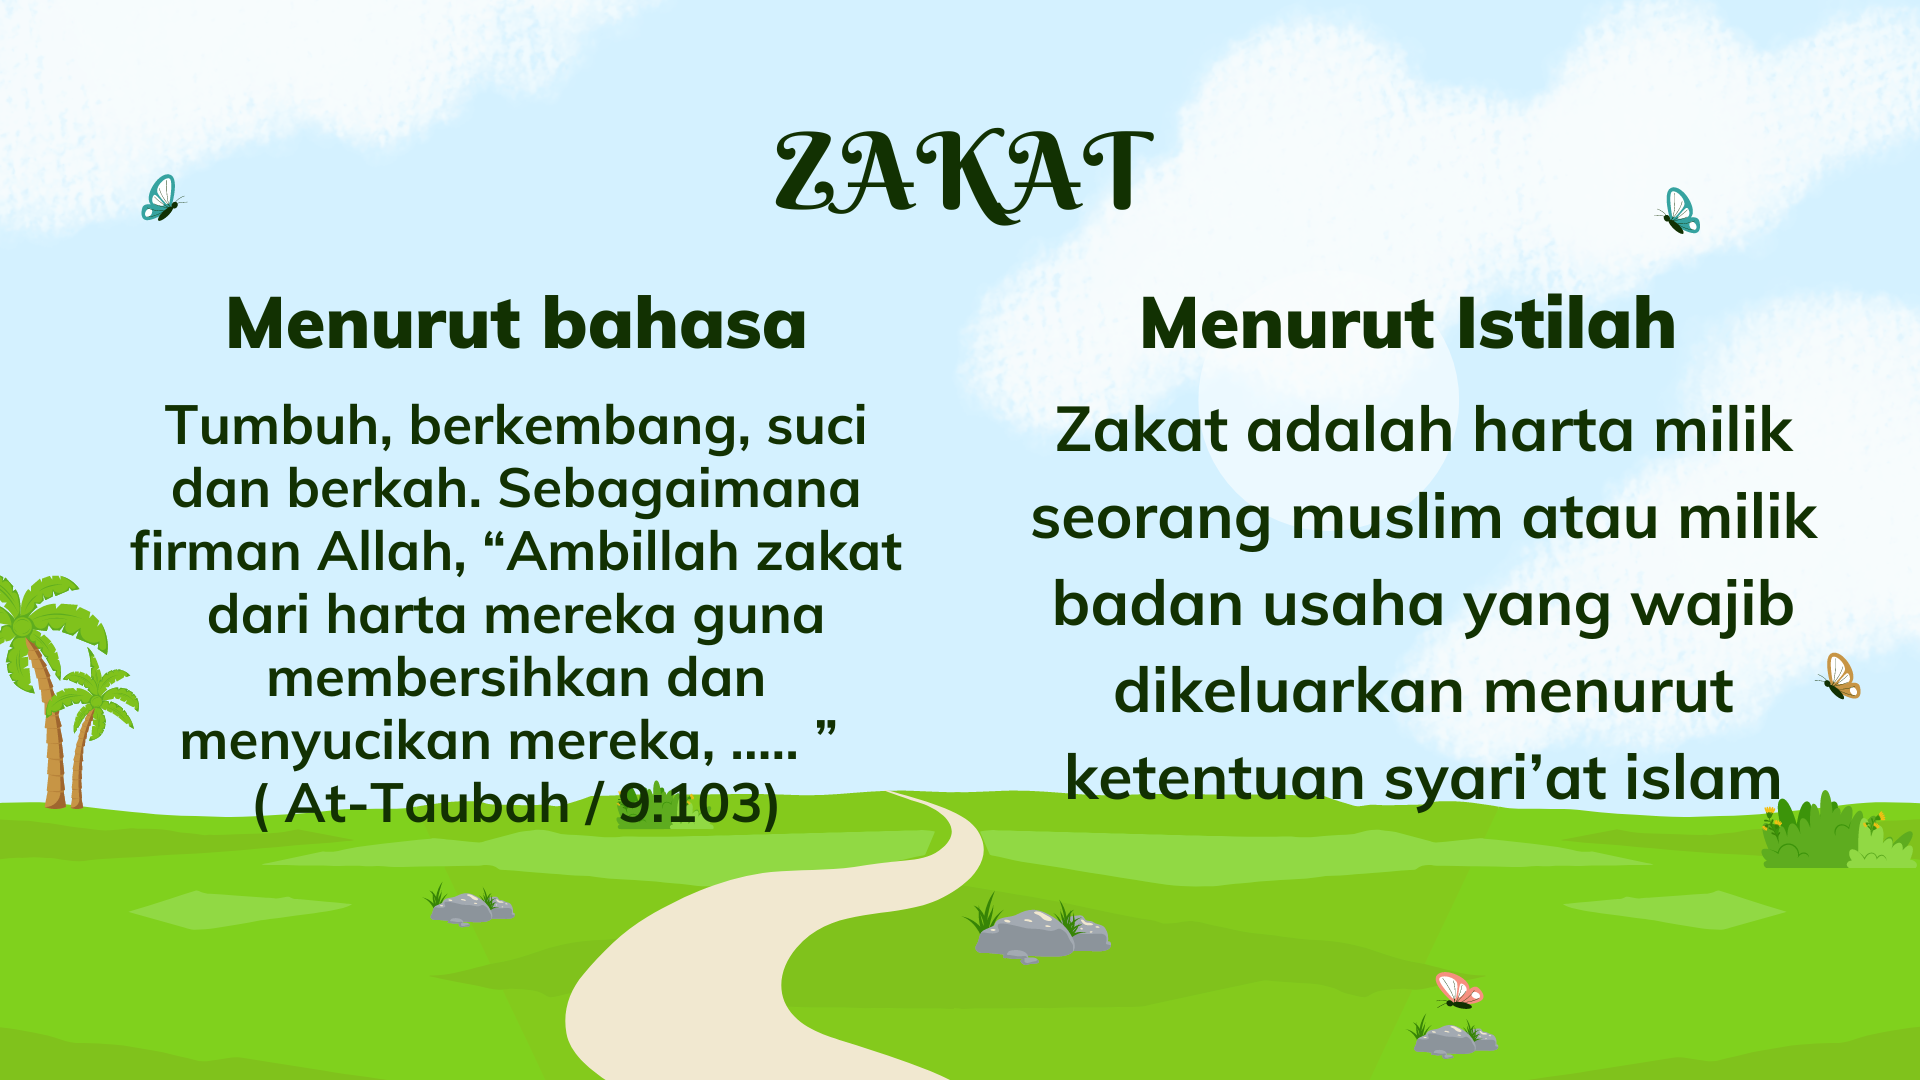 ZAKAT
Menurut bahasa
Tumbuh, berkembang, suci
dan berkah. Sebagaimana
firman Allah, “Ambillah zakat
dari harta mereka guna
membersihkan dan
menyucikan mereka, ..... ”
( At-Taubah / 9:103)
Menurut Istilah
Zakat adalah harta milik
seorang muslim atau milik
badan usaha yang wajib
dikeluarkan menurut
ketentuan syari’at islam